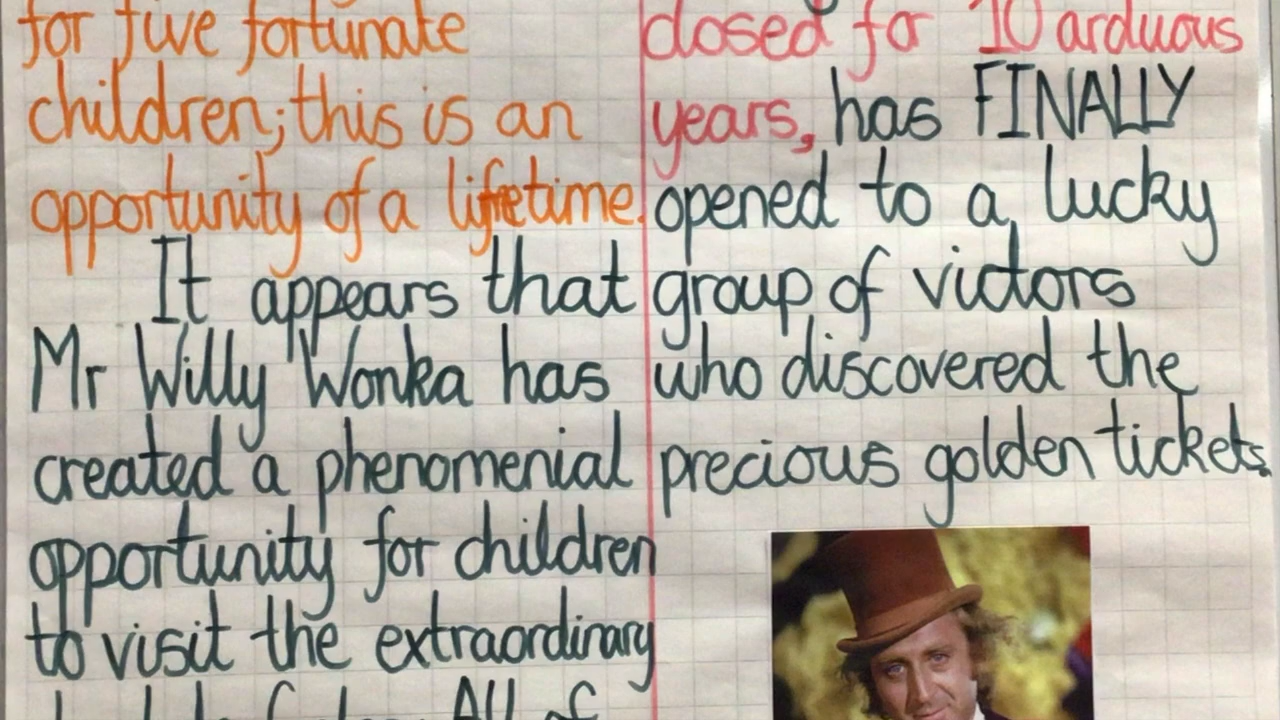 for five fortunate
children; this is an
opportunity of a lifetime.
It appears that
Mr Willy Wonka has
created a phenomenial
opportunity for children
to visit the extraordinary
All of
closed for 10 arduous
years, has FINALLY
opened to a lucky
group of victors
who discovered the
precious golden tickets.